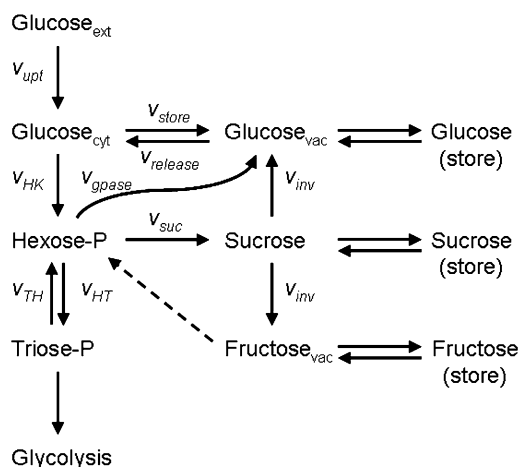 Glucose_ext
v_upt
Glucose_cyt
v_store
Glucose_vac
Glucose
(store)
v_release
v_HK
v_gpase
v_inv
Hexose-P
v_suc
Sucrose
Sucrose
(store)
v_TH
v_HT
v_inv
Triose-P
Fructose_vac
Fructose
(store)
Glycolysis